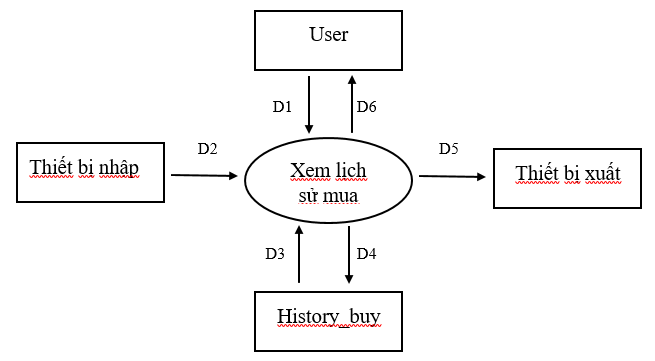 User
D1
D6
D2
D5
Thiết bị nhập
Xem lịch
sử mua
Thiết bị xuất
D3
D4
History_buy